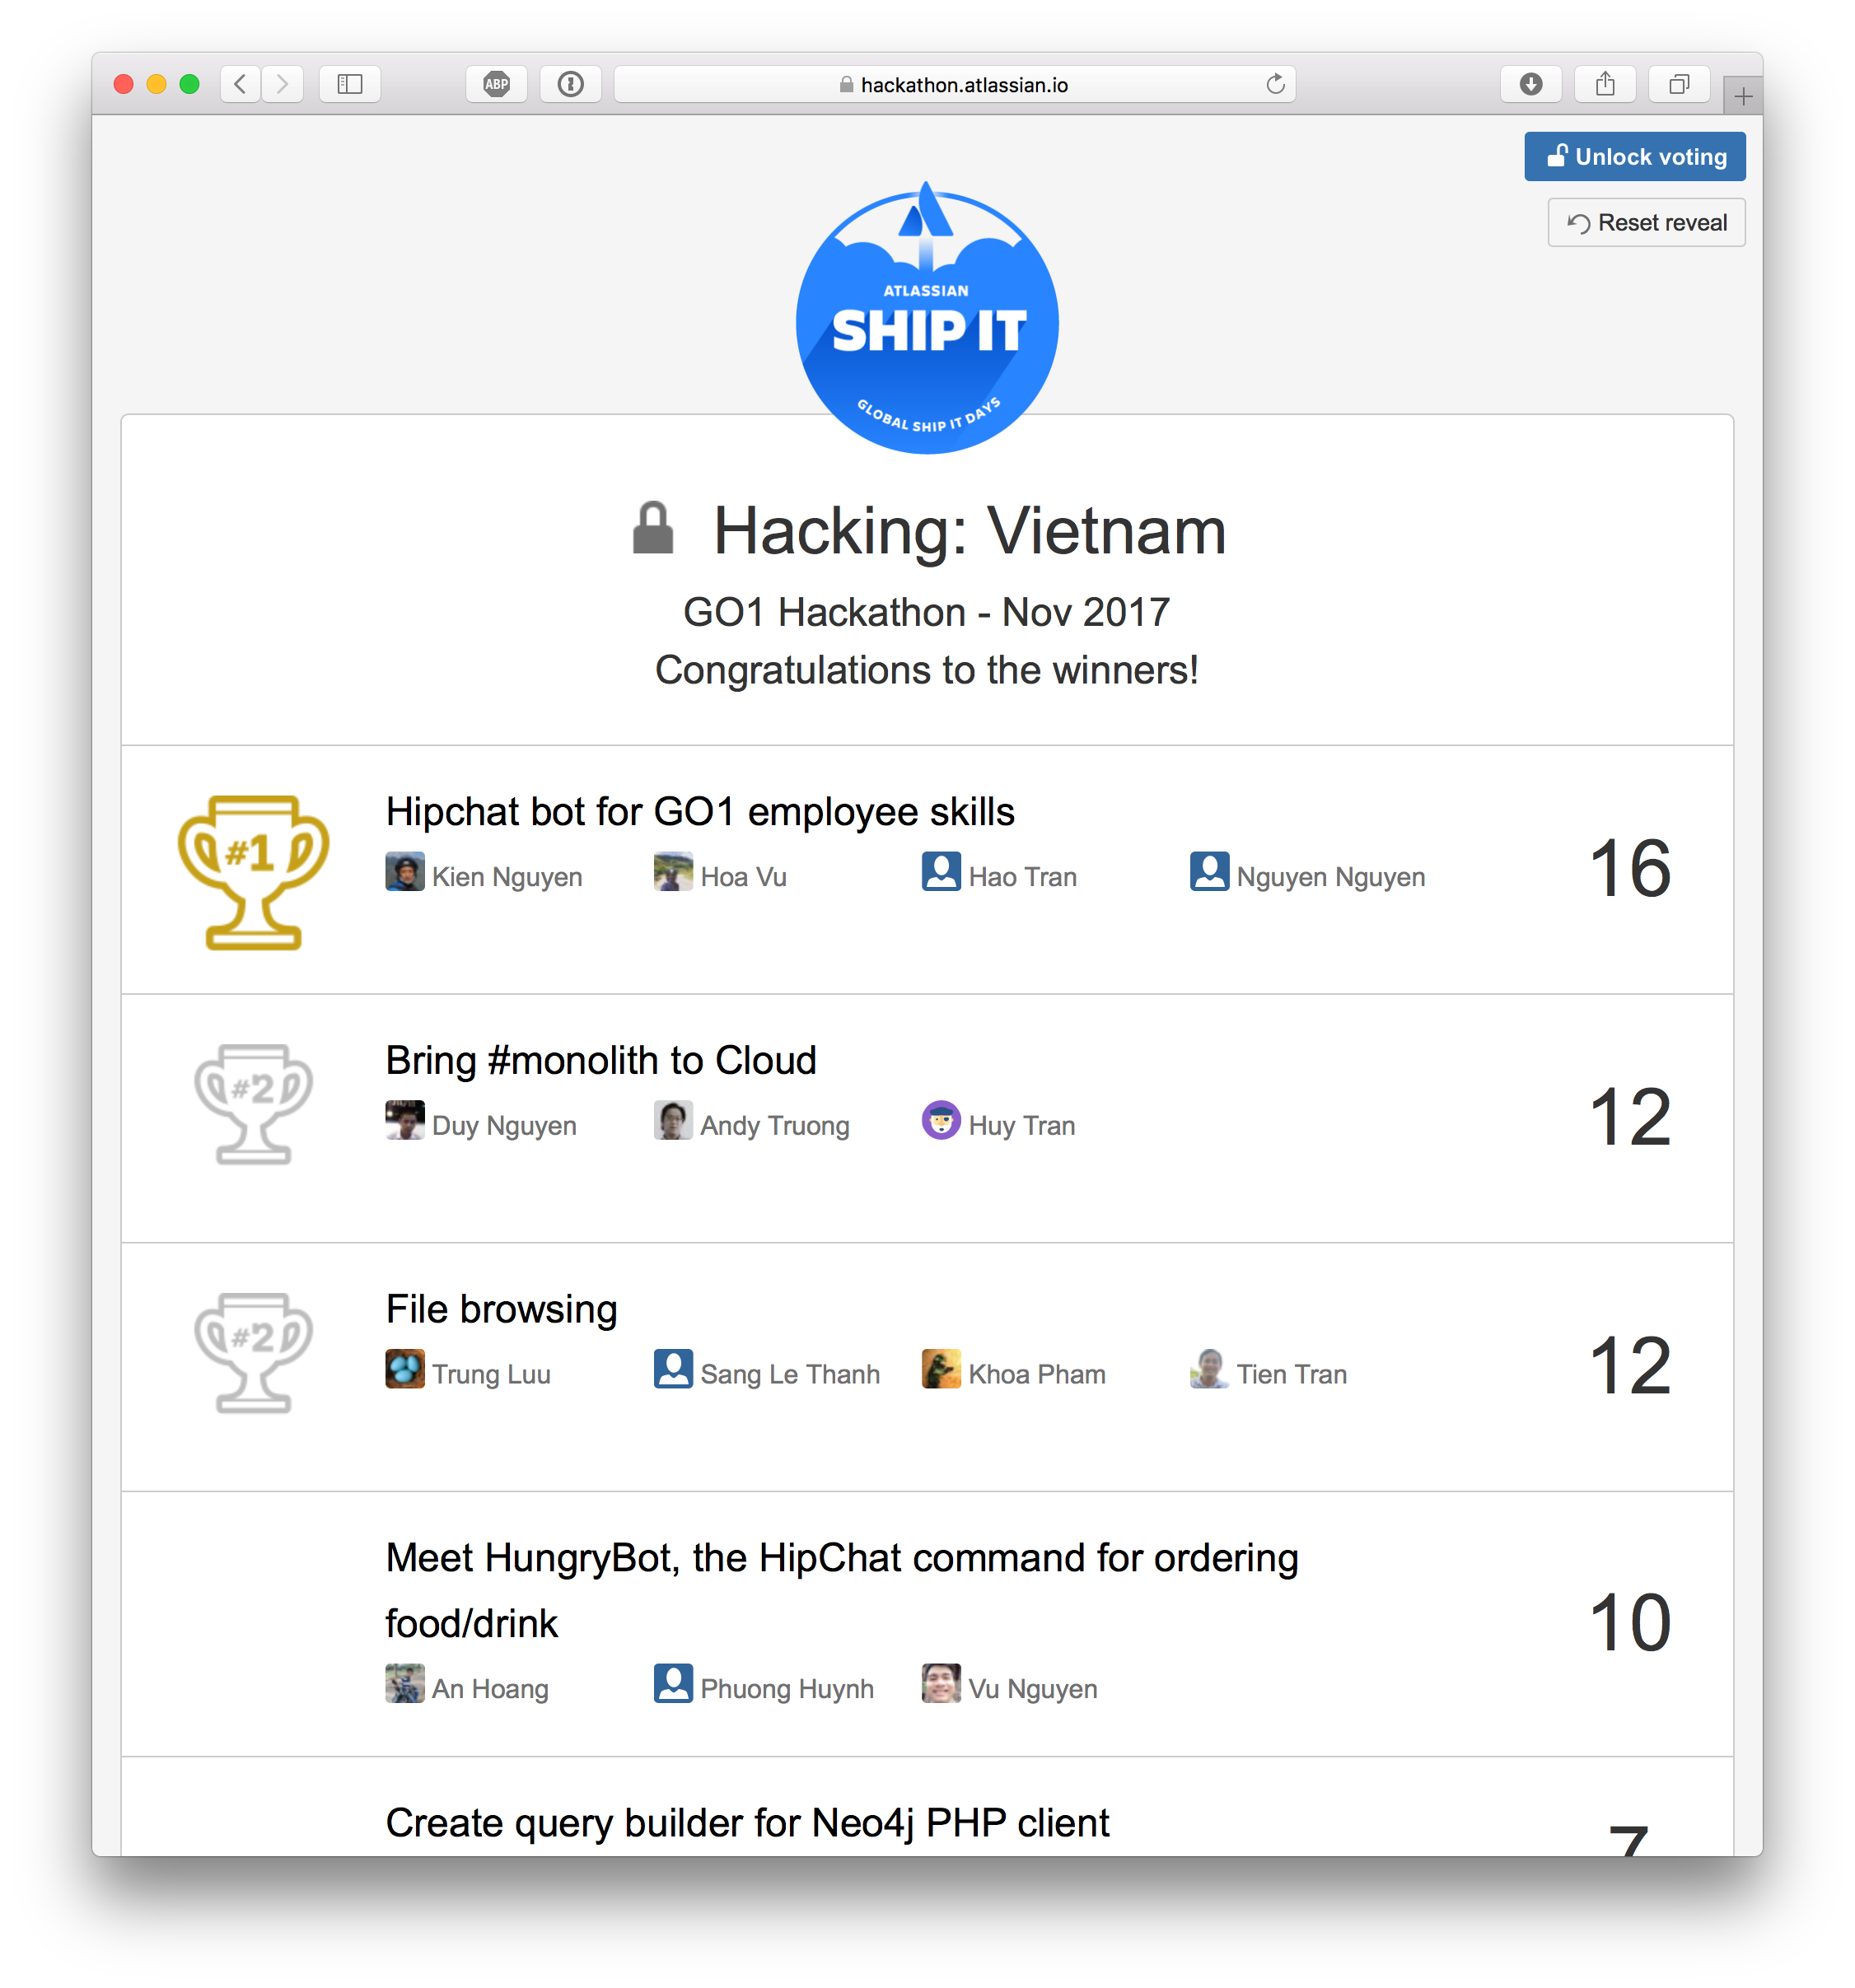 ABP
hackathon.atlassian.io
Unlock voting
Reset reveal
ATLASSIAN
SHIP IT
GLOBAL SHIP IT DAYS
Hacking: Vietnam
GO1 Hackathon - Nov 2017
Congratulations to the winners!
#1
Hipchat bot for GO1 employee skills
Kien Nguyen Hoa Vu Hao Tran Nguyen Nguyen
16
#2
Bring #monolith to Cloud
Duy Nguyen Andy Truong Huy Tran
12
#2
File browsing
Trung Luu Sang Le Thanh Khoa Pham Tien Tran
12
Meet HungryBot, the HipChat command for ordering
food/drink
An Hoang Phuong Huynh Vu Nguyen
10
Create query builder for Neo4j PHP client
7